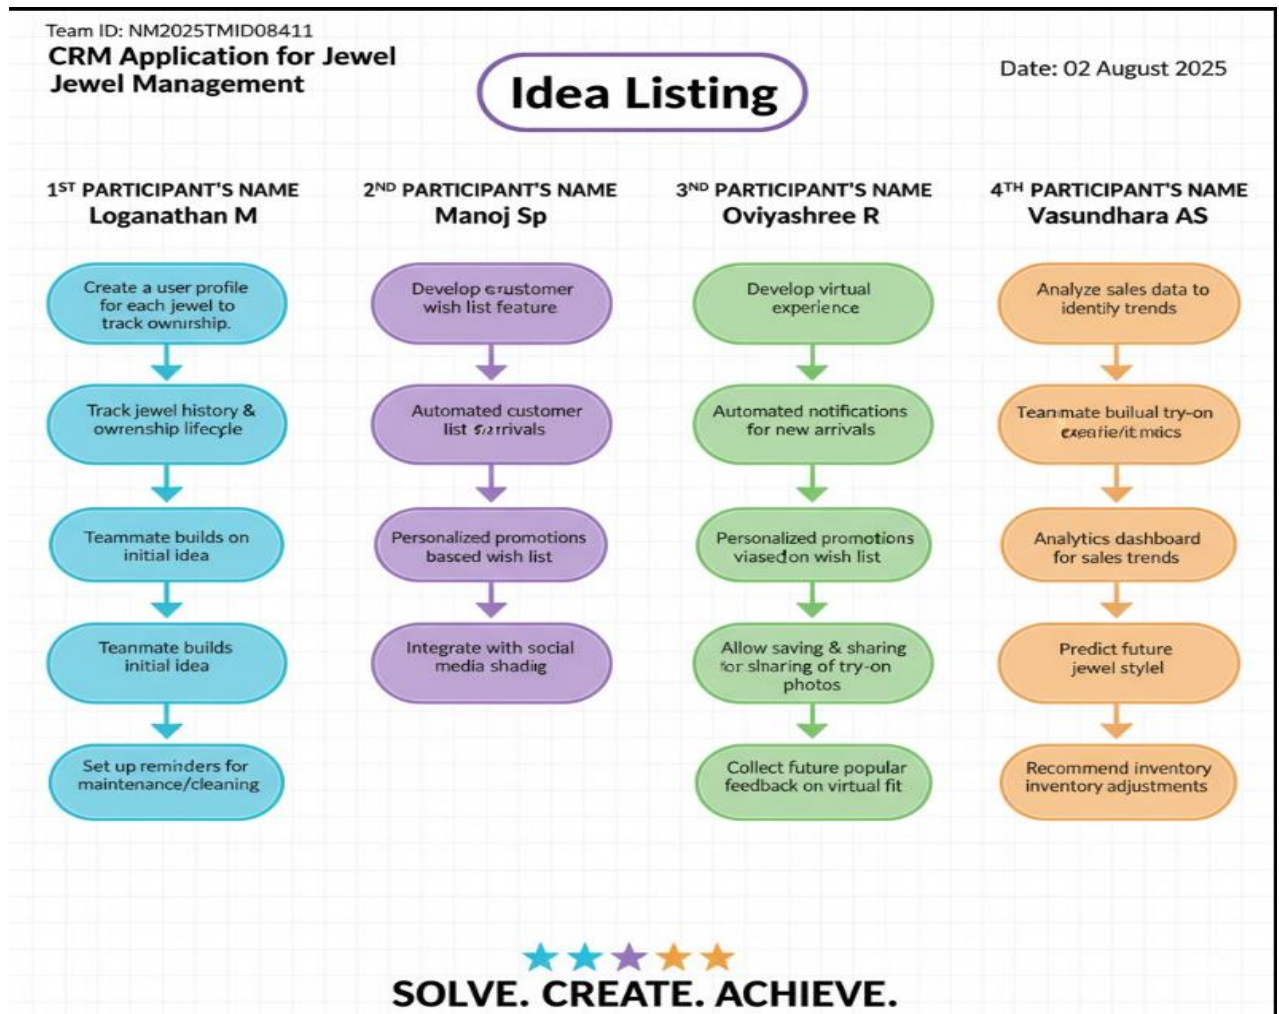 Team ID: NM2025TMID08411
CRM Application for Jewel
Jewel Management
Idea Listing
Date: 02 August 2025
1ST PARTICIPANT'S NAME
Loganathan M
2ND PARTICIPANT'S NAME
Manoj Sp
3ND PARTICIPANT'S NAME
Oviyashree R
4TH PARTICIPANT'S NAME
Vasundhara AS
Create a user profile
for each jewel to
track
Track jewel history &
owrenship lifecycle
Teammate builds on
initial idea
Teanmate builds
initial idea
Set up reminders for
maintenance/cleaning
Develop
wish list feature
Automated customer
list
Personalized promotions
basced wish list
Integrate with social
media shadiig
Develop virtual
experience
Automated notifications
for new arrivals
Personalized promotions
wish list
Allow saving & sharing
of try-on
photos
Collect future popular
feedback on virtual fit
Analyze sales data to
identify trends
try-on
Analytics dashboard
for sales trends
Predict future
jewel stylel
Recommend inventory
inventory adjustments
SOLVE. CREATE. ACHIEVE.